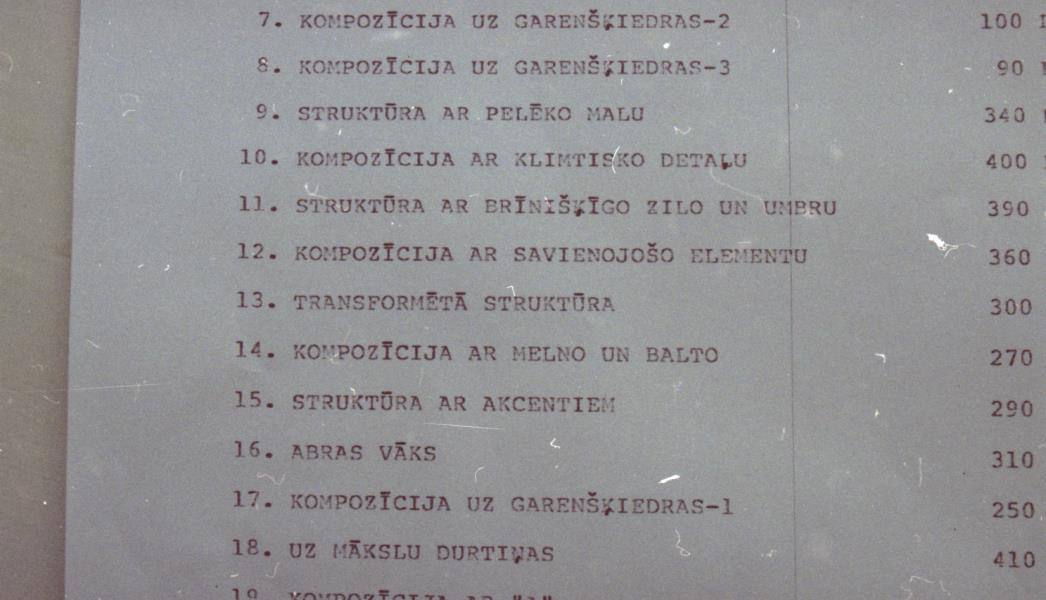 7. KOMPOZĪCIJA UZ GARENŠĶIEDRAS-2 100
8. KOMPOZĪCIJA UZ GARENŠĶIEDRAS-3 90
9. STRUKTŪRA AR PELĒKO MALU 340
10. KOMPOZĪCIJA AR KLIMTISKO DETAĻU 400
11. STRUKTŪRA AR BRĪNIŠĶĪGO ZILO UN UMBRU 390
12. KOMPOZĪCIJA AR SAVIENOJOŠO ELEMENTU 360
13. TRANSFORMĒTĀ STRUKTŪRA 300
14. KOMPOZĪCIJA AR MELNO UN BALTO 270
15. STRUKTŪRA AR AKCENTIEM 290
16. ABRAS VĀKS 310
17. KOMPOZĪCIJA UZ GARENŠĶIEDRAS-1 250
18. UZ MĀKSLU DURTIŅAS 410
19. KOMPOZĪCIJA AR